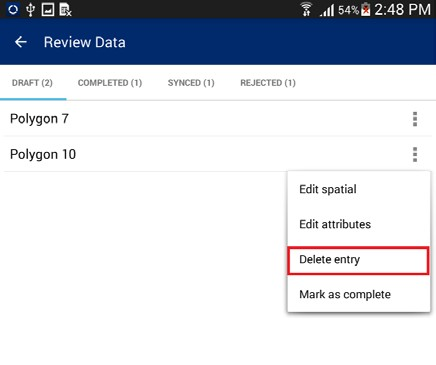 54% 2:48 PM
Review Data
DRAFT (2) COMPLETED (1) SYNCED (1) REJECTED (1)
Polygon 7
Polygon 10
Edit spatial
Edit attributes
Delete entry
Mark as complete